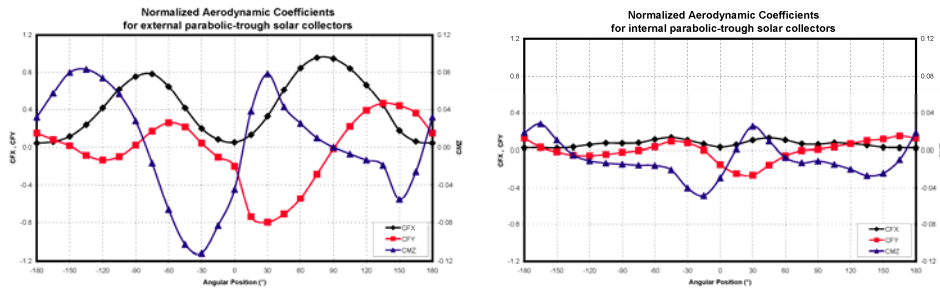 Normalized Aerodynamic Coefficients
for external parabolic-trough solar collectors
1.2
0.8
0.4
0.0
-0.4
-0.8
-1.2
CFX , CFY
0.12
0.08
0.04
0.00
-0.04
-0.08
-0.12
CMZ
CFX
CFY
CMZ
-180 -150 -120 -90 -60 -30 0 30 60 90 120 150 180
Angular Position (°)
Normalized Aerodynamic Coefficients
for internal parabolic-trough solar collectors
1.2
0.8
0.4
0.0
-0.4
-0.8
-1.2
CFX , CFY
0.12
0.08
0.04
0.00
-0.04
-0.08
-0.12
CFX
CFY
CMZ
-180 -150 -120 -90 -60 -30 0 30 60 90 120 150 180
Angular Position (°)